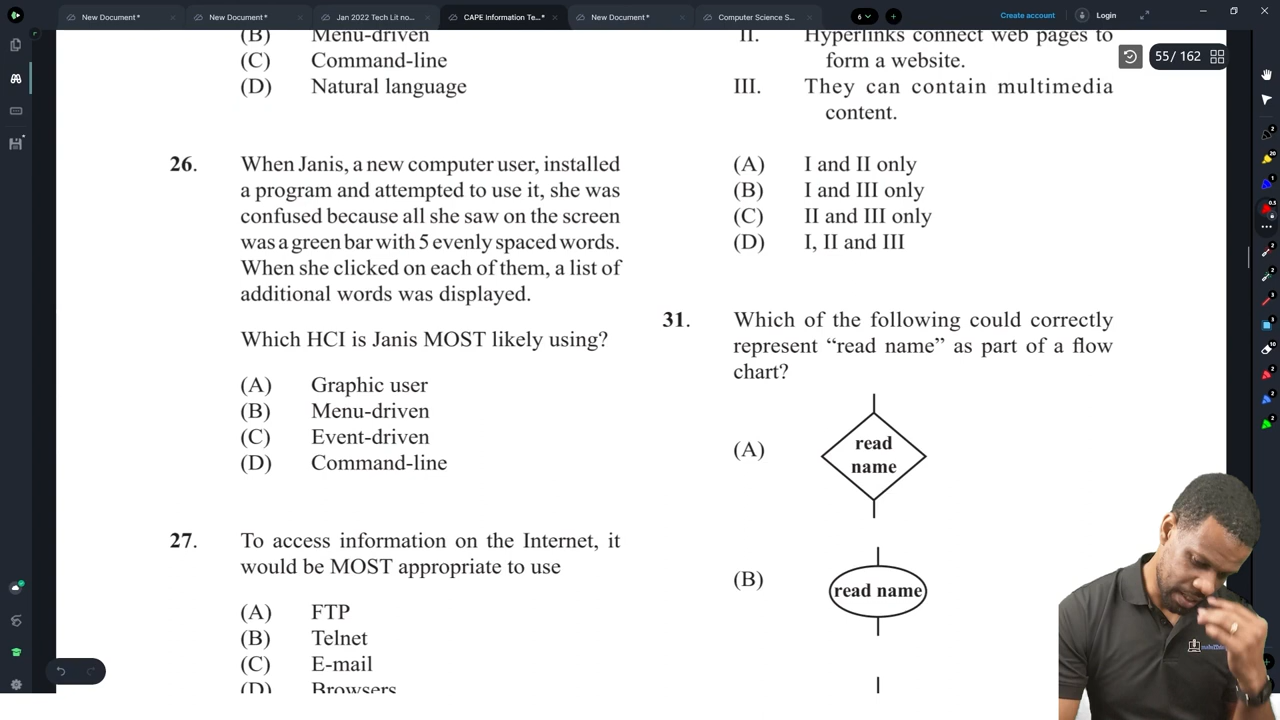 New Document*
New Document*
Jan 2022 Tech Lit no...
CAPE Information Te...*
New Document*
Computer Science S...
6
Create account
Login
55/ 162
(B) Menu-driven
(C) Command-line
(D) Natural language
26. When Janis, a new computer user, installed
a program and attempted to use it, she was
confused because all she saw on the screen
was a green bar with 5 evenly spaced words.
When she clicked on each of them, a list of
additional words was displayed.
Which HCI is Janis MOST likely using?
(A) Graphic user
(B) Menu-driven
(C) Event-driven
(D) Command-line
27. To access information on the Internet, it
would be MOST appropriate to use
(A) FTP
(B) Telnet
(C) E-mail
(D) Browsers
II. Hyperlinks connect web pages to
form a website.
III. They can contain multimedia
content.
(A) I and II only
(B) I and III only
(C) II and III only
(D) I, II and III
31. Which of the following could correctly
represent “read name” as part of a flow
chart?
(A)
read
name
(B) read name